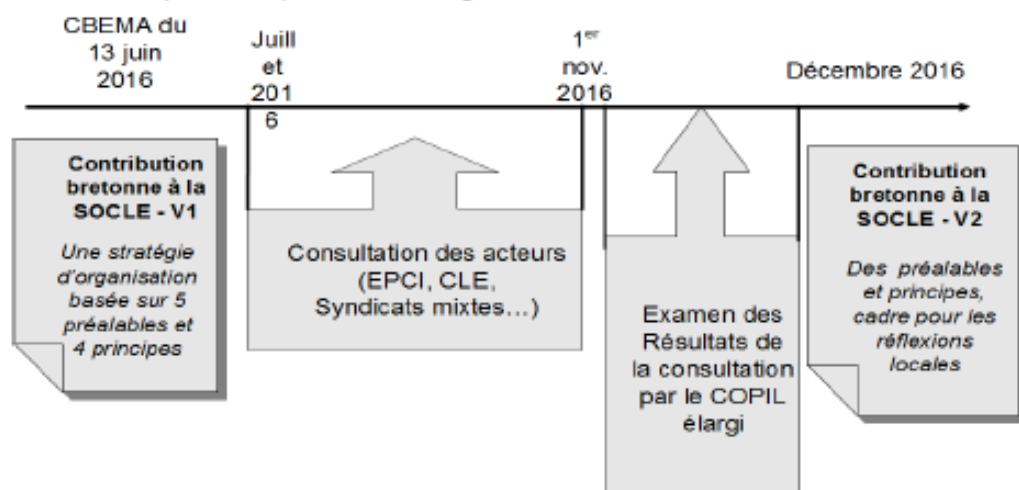 CBEMA du
13 juin
2016
Juill
et
201
6
1er
nov.
2016
Décembre 2016
Contribution
bretonne à la
SOCLE - V1
Une stratégie
d'organisation
basée sur 5
préalables et
4 principes
Consultation des acteurs
(EPCI, CLE,
Syndicats mixtes…)
Examen des
Résultats de
la consultation
par le COPIL
élargi
Contribution
bretonne à la
SOCLE - V2
Des préalables
et principes,
cadre pour les
réflexions
locales